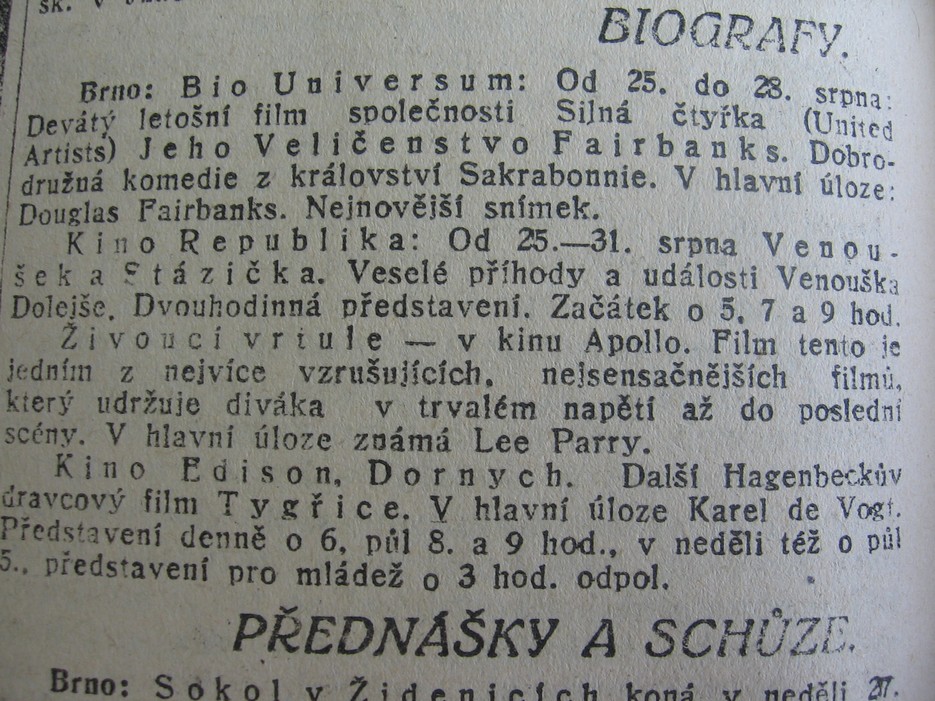 BIOGRAFY.
Brno: Bio Universum: Od 25. do 28. srpna:
Devátý letošní film společnosti Silná čtyřka (United
Artists) Jeho Veličenstvo Fairbanks. Dobro-
družná komedie z království Sakrabonnie. V hlavní úloze:
Douglas Fairbanks. Nejnovější snímek.
Kino Republika: Od 25.—31. srpna Venou-
šek a Stázička. Veselé příhody a události Venouška
Dolejše. Dvouhodinná představení. Začátek o 5, 7 a 9 hod.
Živoucí vrtule — v kinu Apollo. Film tento je
jedním z nejvíce vzrušujících, nejsensačnějších filmů,
který udržuje diváka v trvalém napětí až do poslední
scény. V hlavní úloze známá Lee Parry.
Kino Edison, Dornych. Další Hagenbeckův
dravcový film Tygřice. V hlavní úloze Karel de Vogt.
Představení denně o 6, půl 8. a 9 hod., v neděli též o půl
5., představení pro mládež o 3 hod. odpol.
PŘEDNÁŠKY A SCHŮZE.
Brno: Sokol v Židenicích koná v neděli 27.